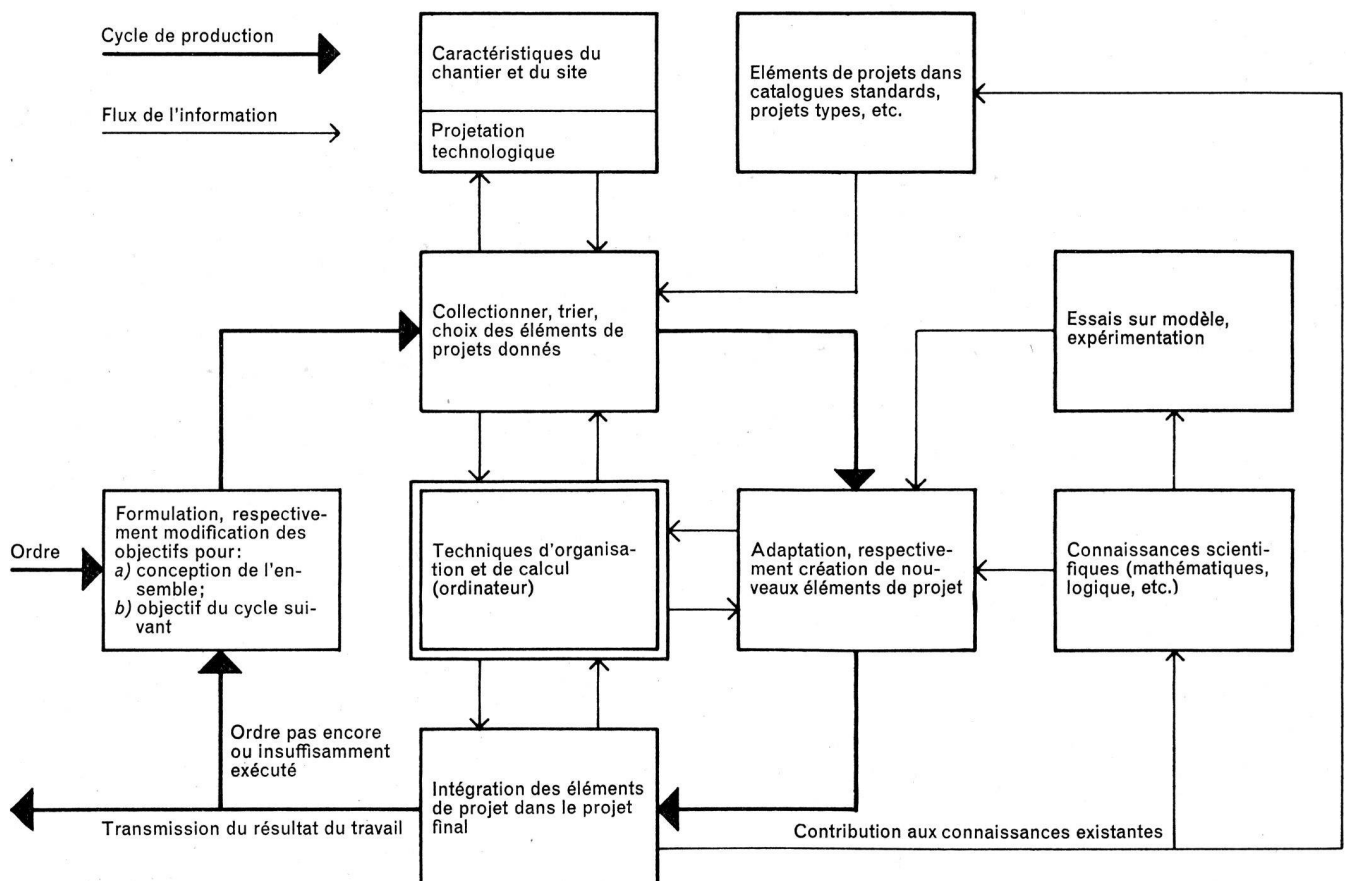 Cycle de production
Flux de l'information
Caractéristiques du
chantier et du site
Projetation
technologique
Eléments de projets dans
catalogues standards,
projets types, etc.
Collectionner, trier,
choix des éléments de
projets donnés
Essais sur modèle,
expérimentation
Ordre
Formulation, respective-
ment modification des
objectifs pour:
a) conception de l'en-
semble;
b) objectif du cycle sui-
vant
Techniques d'organisa-
tion et de calcul
(ordinateur)
Adaptation, respective-
ment création de nou-
veaux éléments de projet
Connaissances scienti-
fiques (mathématiques,
logique, etc.)
Ordre pas encore
ou insuffisamment
exécuté
Transmission du résultat du travail
Intégration des éléments
de projet dans le projet
final
Contribution aux connaissances existantes